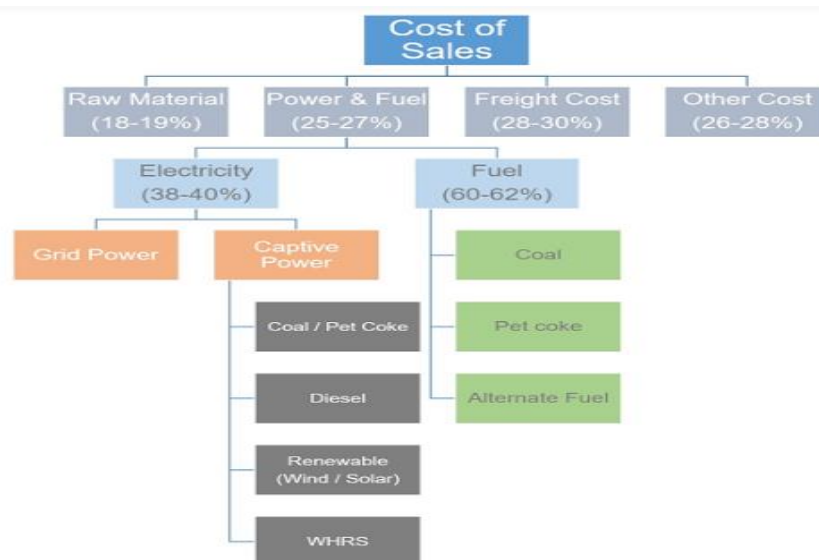 Cost of
Sales
Raw Material
(18-19%)
Power & Fuel
(25-27%)
Freight Cost
(28-30%)
Other Cost
(26-28%)
Electricity
(38-40%)
Fuel
(60-62%)
Grid Power
Captive
Power
Coal
Coal / Pet Coke
Pet coke
Diesel
Alternate Fuel
Renewable
(Wind / Solar)
WHRS